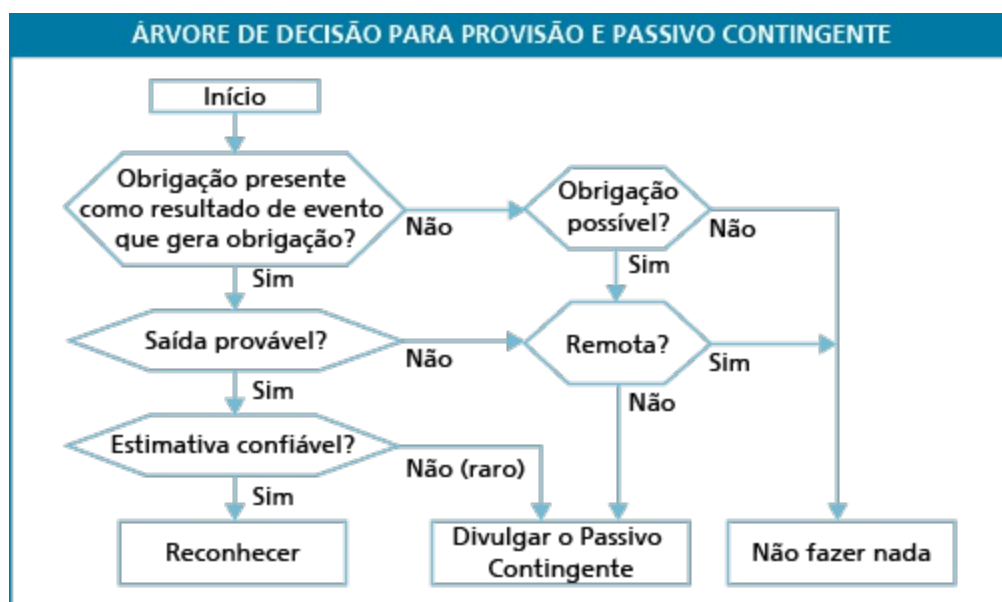 ÁRVORE DE DECISÃO PARA PROVISÃO E PASSIVO CONTINGENTE
Início
Obrigação presente
como resultado de evento
que gera obrigação?
Não
Obrigação
possível?
Não
Sim
Sim
Saída provável?
Não
Remota?
Sim
Sim
Não
Estimativa confiável?
Não (raro)
Sim
Reconhecer
Divulgar o Passivo
Contingente
Não fazer nada